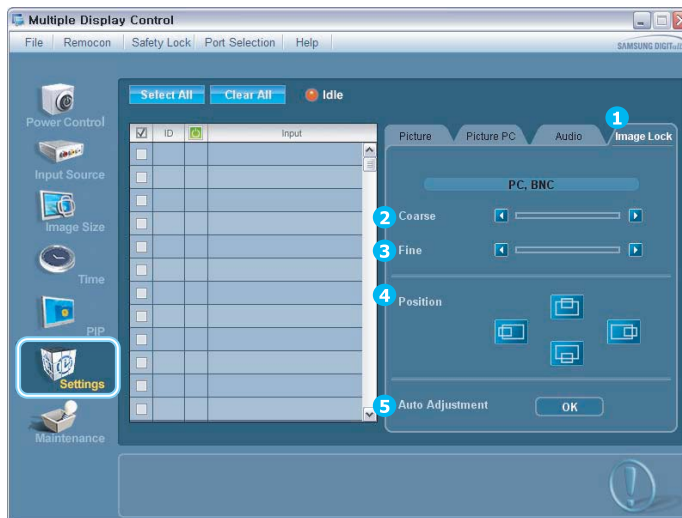 Multiple Display Control
File Remocon Safety Lock Port Selection Help
SAMSUNG DIGITall
Select All Clear All Idle
1
Power Control
ID Input
Picture Picture PC Audio Image Lock
Input Source
PC, BNC
2 Coarse
Image Size
3 Fine
Time
4 Position
PIP
Settings
5 Auto Adjustment OK
Maintenance